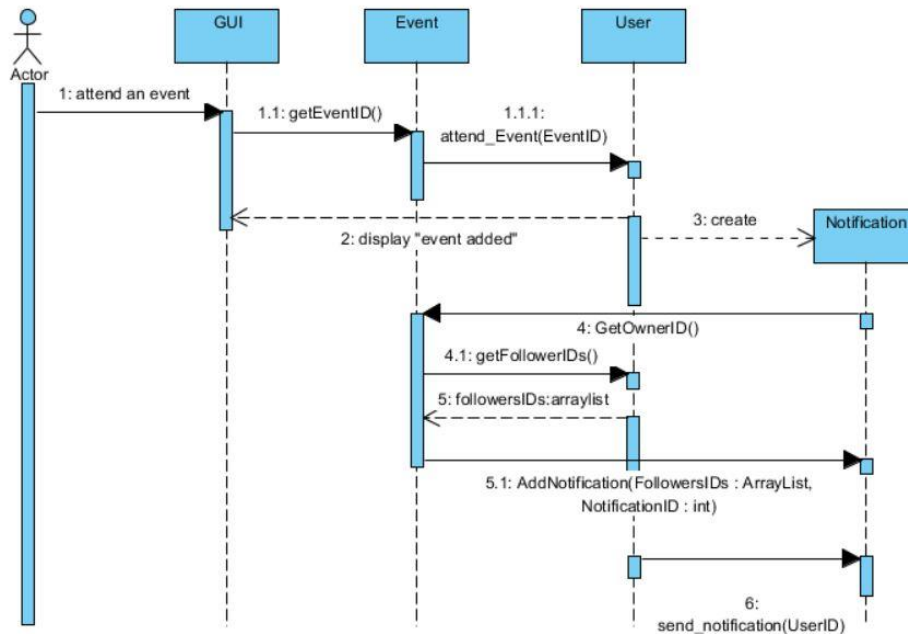 GUI
Event
User
Actor
1: attend an event
1.1: getEventID()
1.1.1:
attend_Event(EventID)
2: display "event added"
3: create
Notification
4: GetOwnerID()
4.1: getFollowerIDs()
5: followersIDs:arraylist
5.1: AddNotification(FollowersIDs : ArrayList,
NotificationID : int)
6:
send_notification(UserID)